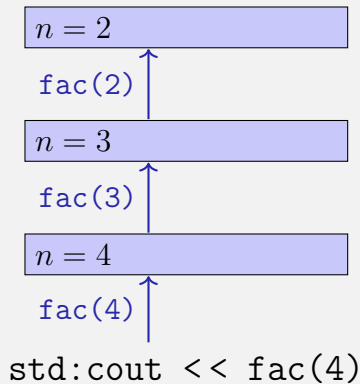 n = 2
fac(2)
n = 3
fac(3)
n = 4
fac(4)
std:cout << fac(4)